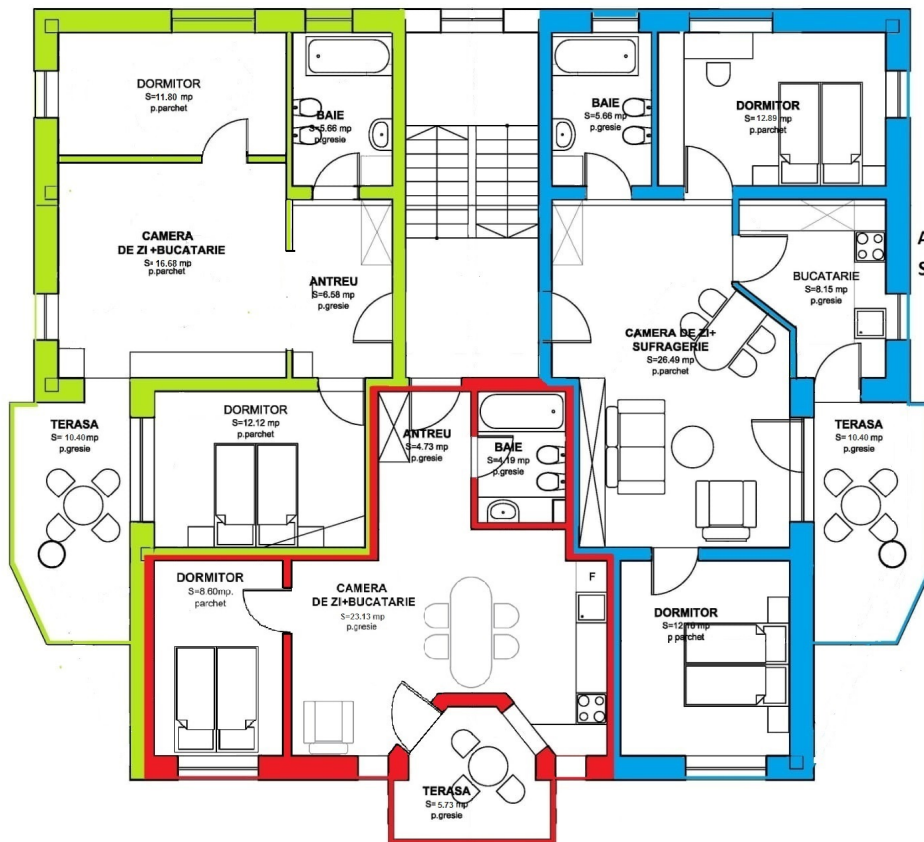 DORMITOR
S=11.80 mp
p.parchet
BAIE
S=5.66 mp
p.gresie
BAIE
S=5.66 mp
p.gresie
DORMITOR
S=12.89 mp
p.parchet
CAMERA
DE ZI +BUCATARIE
S= 16.68 mp
p.parchet
ANTREU
S=6.58 mp
p.gresie
BUCATARIE
S=8.15 mp
p.gresie
A
S
CAMERA DE ZI+
SUFRAGERIE
S=26.49 mp
p.parchet
TERASA
S= 10.40mp
p.gresie
DORMITOR
S=12.12 mp
p.parchet
ANTREU
S=4.73 mp
p.gresie
BAIE
S=4.19 mp
p.gresie
TERASA
S= 10.40 mp
p.gresie
DORMITOR
S=8.60mp.
parchet
CAMERA
DE ZI+BUCATARIE
S=23.13 mp
p.gresie
F
DORMITOR
S=12.16 mp
p parchet
TERASA
S= 5.73 mp
p.gresie